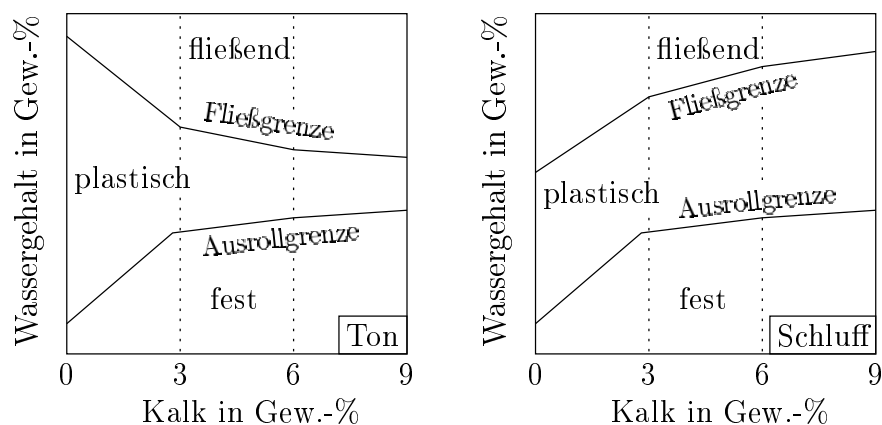 Wassergehalt in Gew.-%
fließend
Fließgrenze
plastisch
Ausrollgrenze
fest
Ton
0 3 6 9
Kalk in Gew.-%
Wassergehalt in Gew.-%
fließend
Fließgrenze
plastisch
Ausrollgrenze
fest
Schluff
0 3 6 9
Kalk in Gew.-%